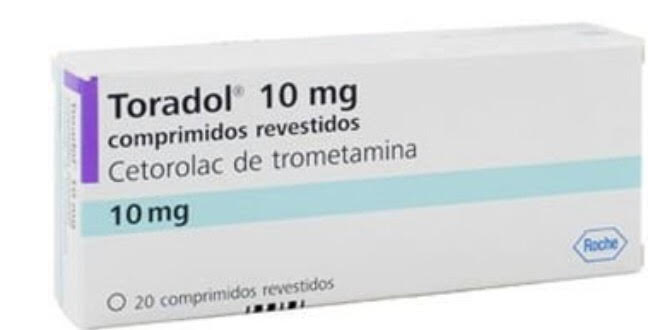 Toradol® 10 mg
comprimidos revestidos
Cetorolac de trometamina
10 mg
Roche
20 comprimidos revestidos